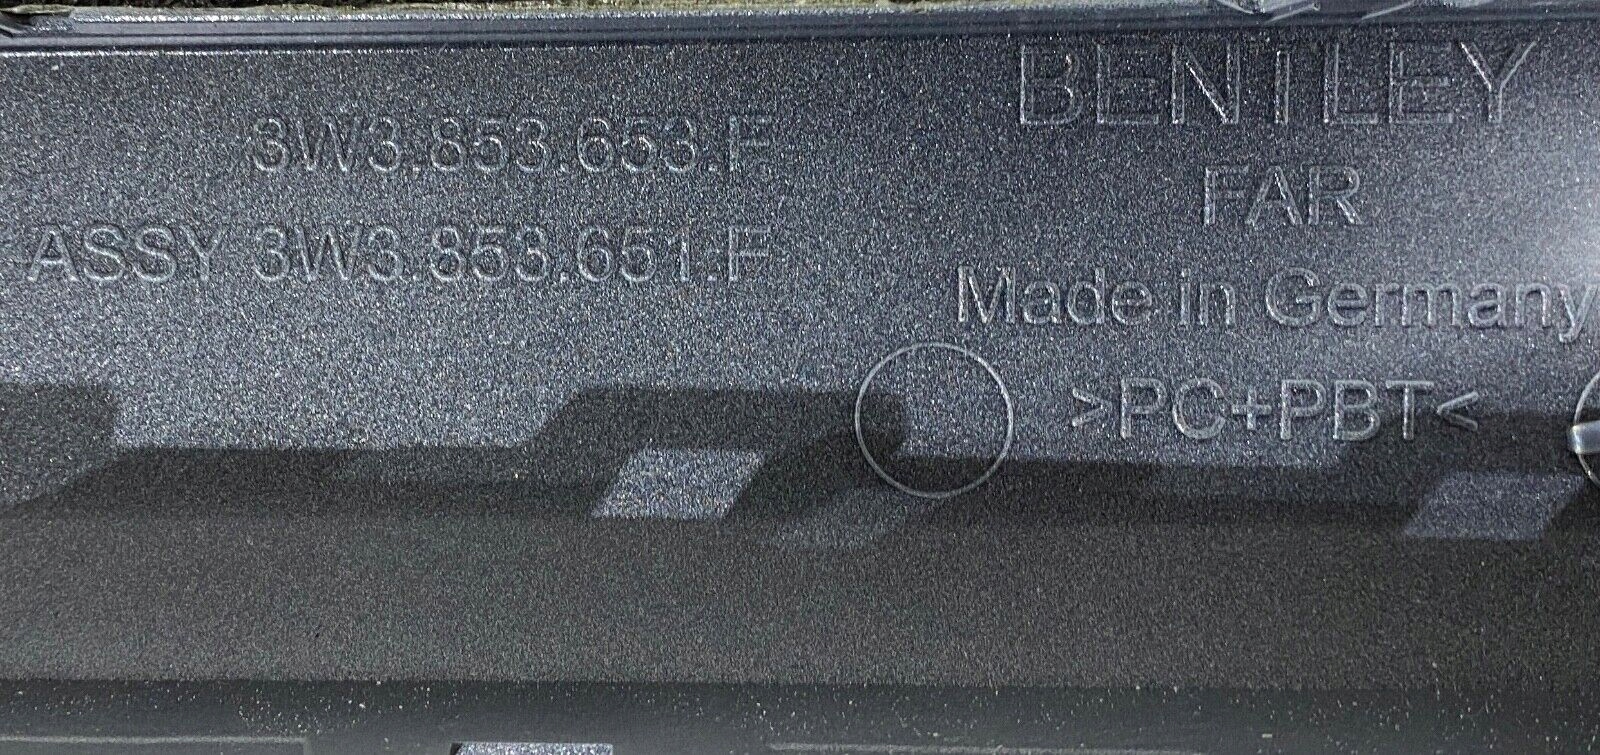 3W3.853.653.F
ASSY 3W3.853.651.F
BENTLEY
FAR
Made in Germany
>PC+PBT<